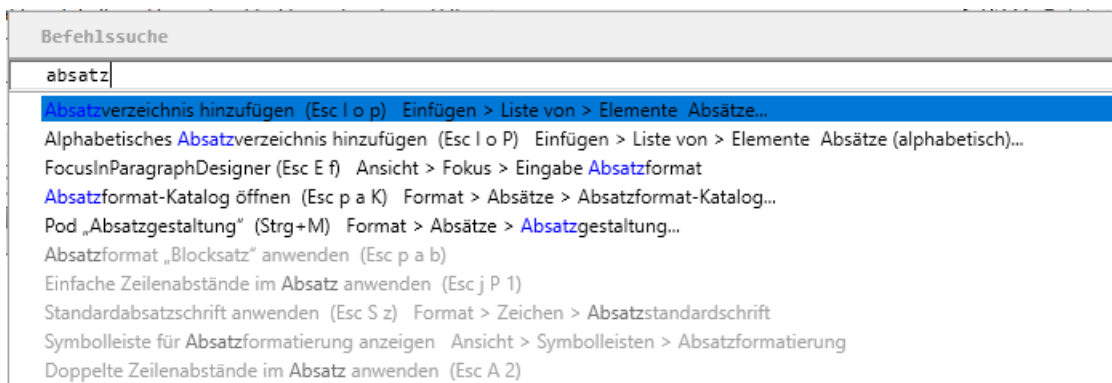 Befehlssuche
absatz
Absatzverzeichnis hinzufügen (Esc l o p) Einfügen > Liste von > Elemente Absätze...
Alphabetisches Absatzverzeichnis hinzufügen (Esc l o P) Einfügen > Liste von > Elemente Absätze (alphabetisch)...
FocusInParagraphDesigner (Esc E f) Ansicht > Fokus > Eingabe Absatzformat
Absatzformat-Katalog öffnen (Esc p a K) Format > Absätze > Absatzformat-Katalog...
Pod „Absatzgestaltung“ (Strg+M) Format > Absätze > Absatzgestaltung...
Absatzformat „Blocksatz“ anwenden (Esc p a b)
Einfache Zeilenabstände im Absatz anwenden (Esc j P 1)
Standardabsatzschrift anwenden (Esc S z) Format > Zeichen > Absatzstandardschrift
Symbolleiste für Absatzformatierung anzeigen Ansicht > Symbolleisten > Absatzformatierung
Doppelte Zeilenabstände im Absatz anwenden (Esc A 2)